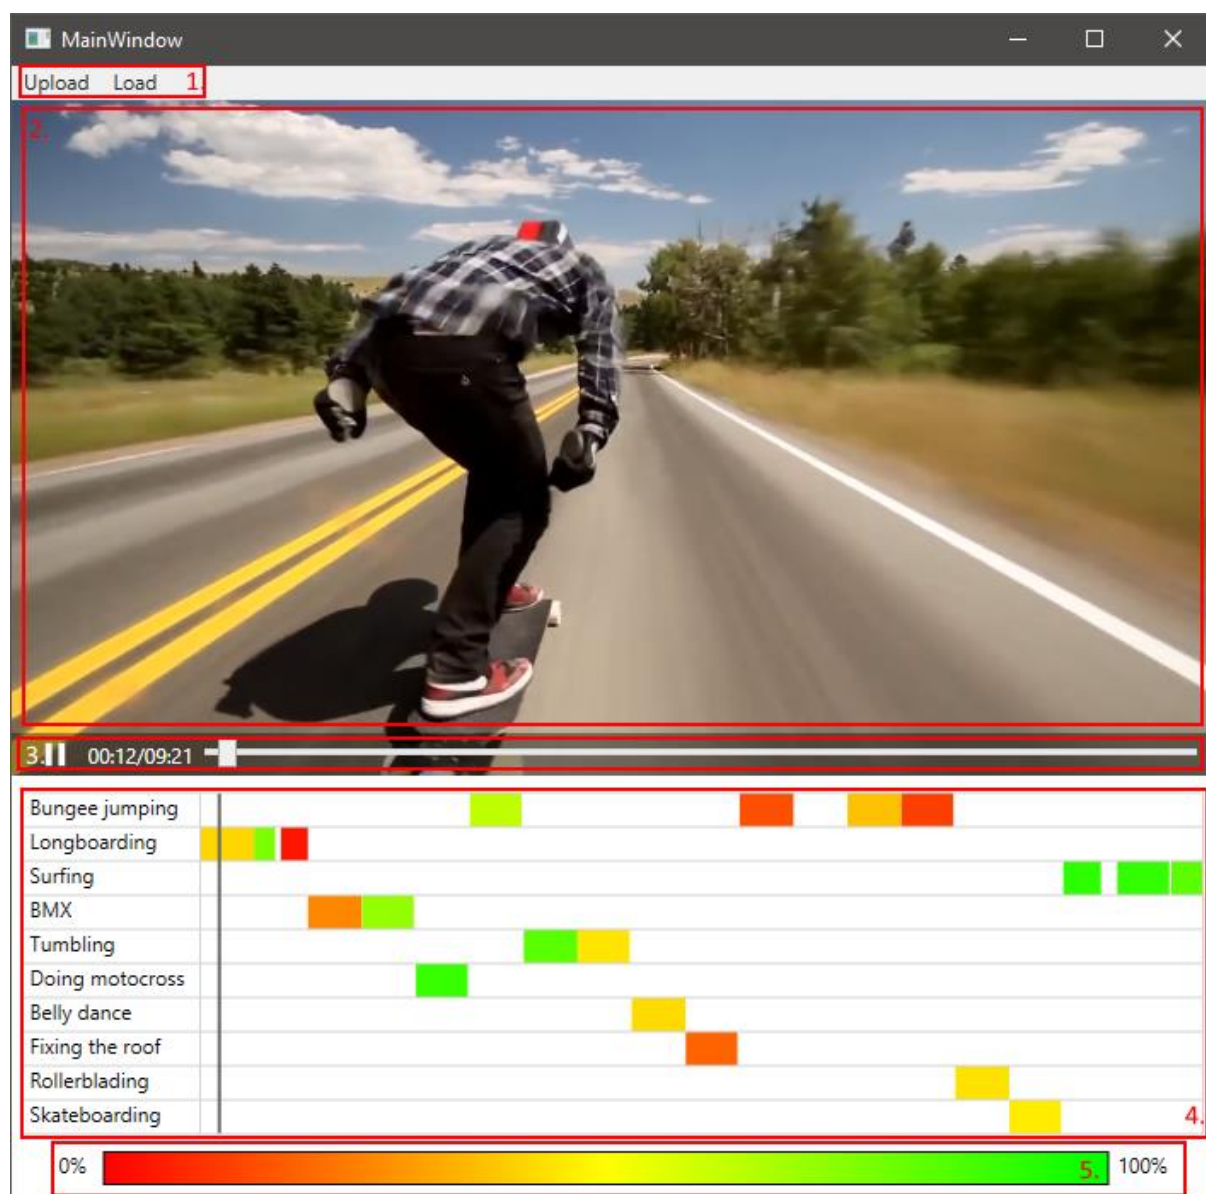 MainWindow
Upload Load 1.
2.
3. 00:12/09:21
Bungee jumping
Longboarding
Surfing
BMX
Tumbling
Doing motocross
Belly dance
Fixing the roof
Rollerblading
Skateboarding
4.
0% 5. 100%